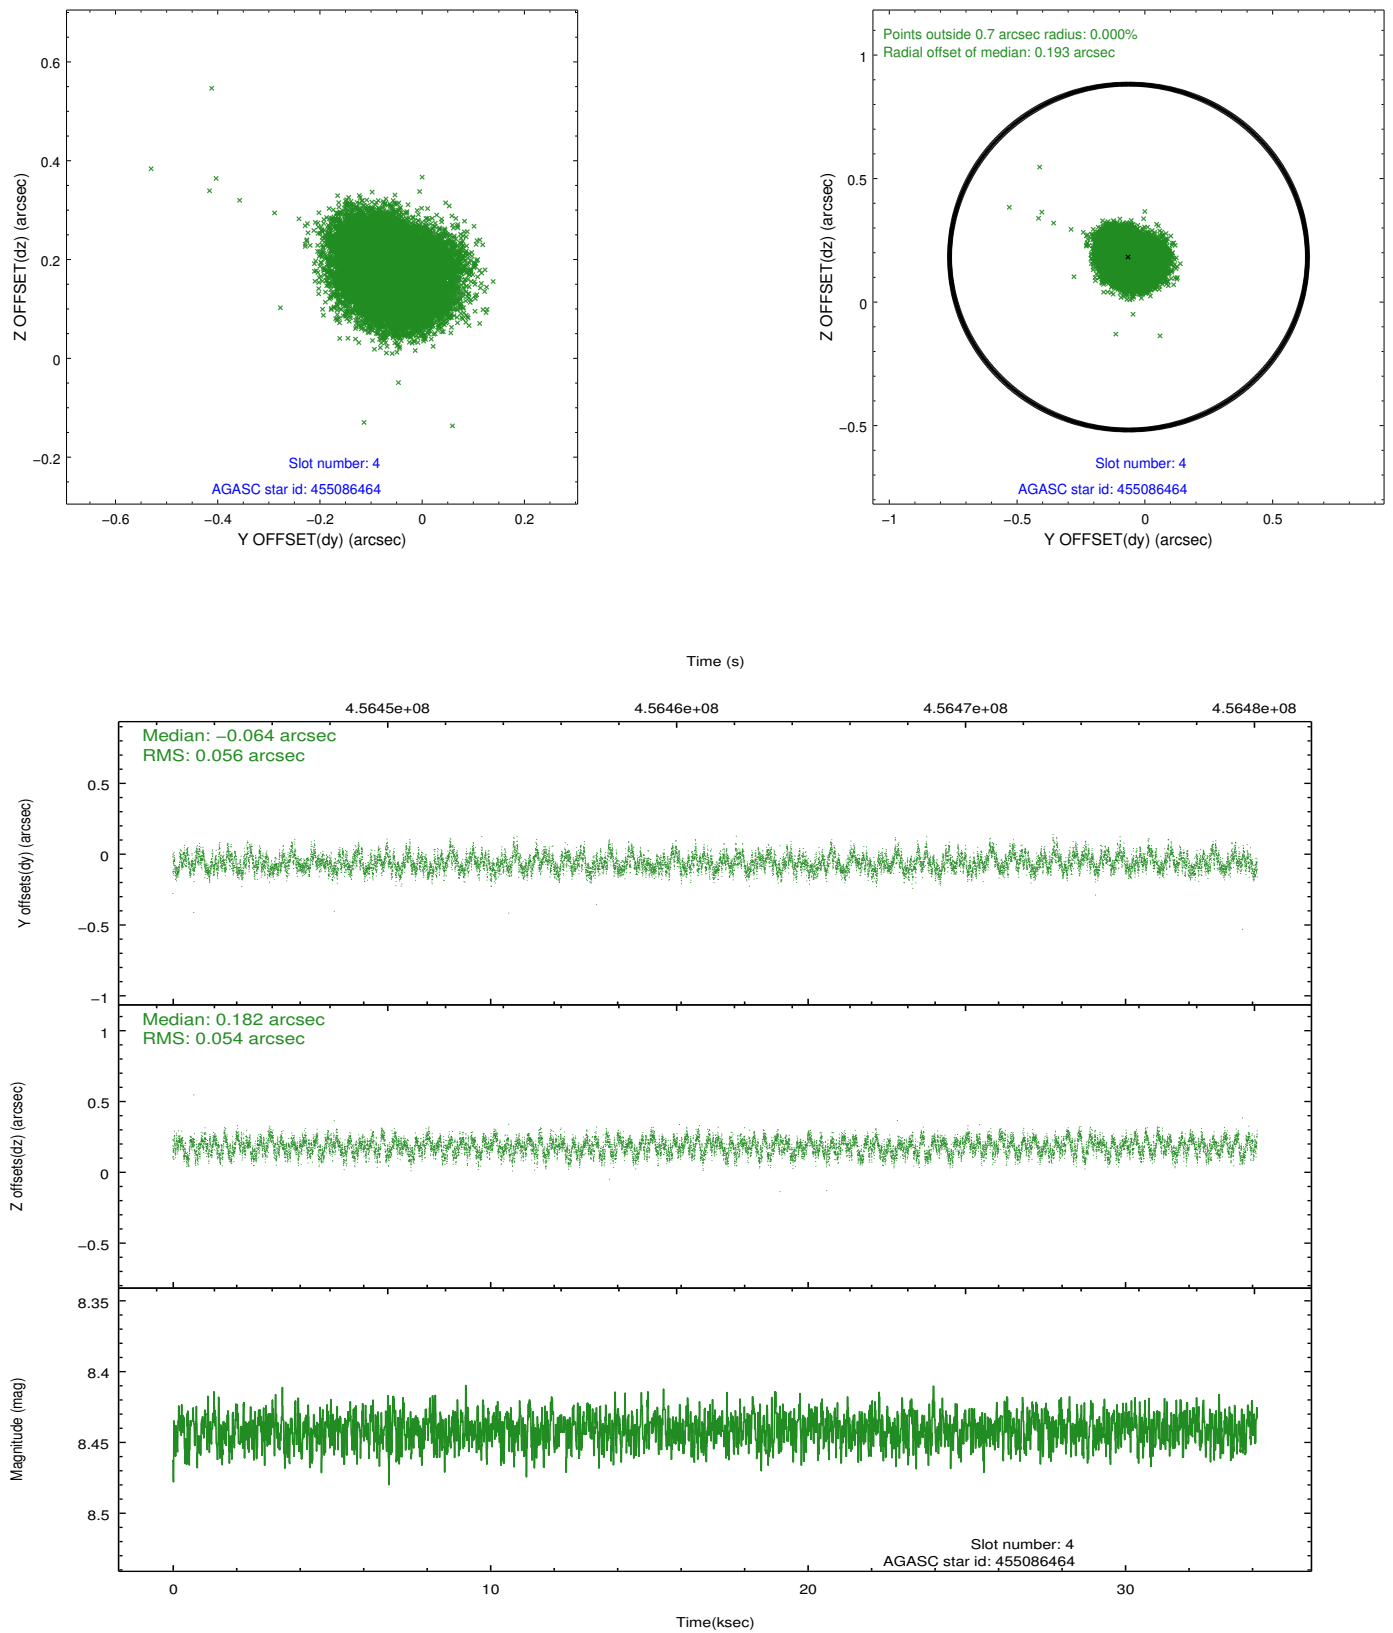 0.6
0.4
0.2
0
−0.2
Z OFFSET(dz) (arcsec)
Slot number: 4
AGASC star id: 455086464
−0.6
−0.4
−0.2
0
0.2
Y OFFSET(dy) (arcsec)
Points outside 0.7 arcsec radius: 0.000%
Radial offset of median: 0.193 arcsec
1
0.5
0
−0.5
Z OFFSET(dz) (arcsec)
Slot number: 4
AGASC star id: 455086464
−1
−0.5
0
0.5
Y OFFSET(dy) (arcsec)
Time (s)
4.5645e+08
4.5646e+08
4.5647e+08
4.5648e+08
Median: −0.064 arcsec
RMS: 0.056 arcsec
0.5
0
−0.5
−1
Y offsets(dy) (arcsec)
Median: 0.182 arcsec
RMS: 0.054 arcsec
1
0.5
0
−0.5
Z offsets(dz) (arcsec)
8.35
8.4
8.45
8.5
Magnitude (mag)
Slot number: 4
AGASC star id: 455086464
0
10
20
30
Time(ksec)